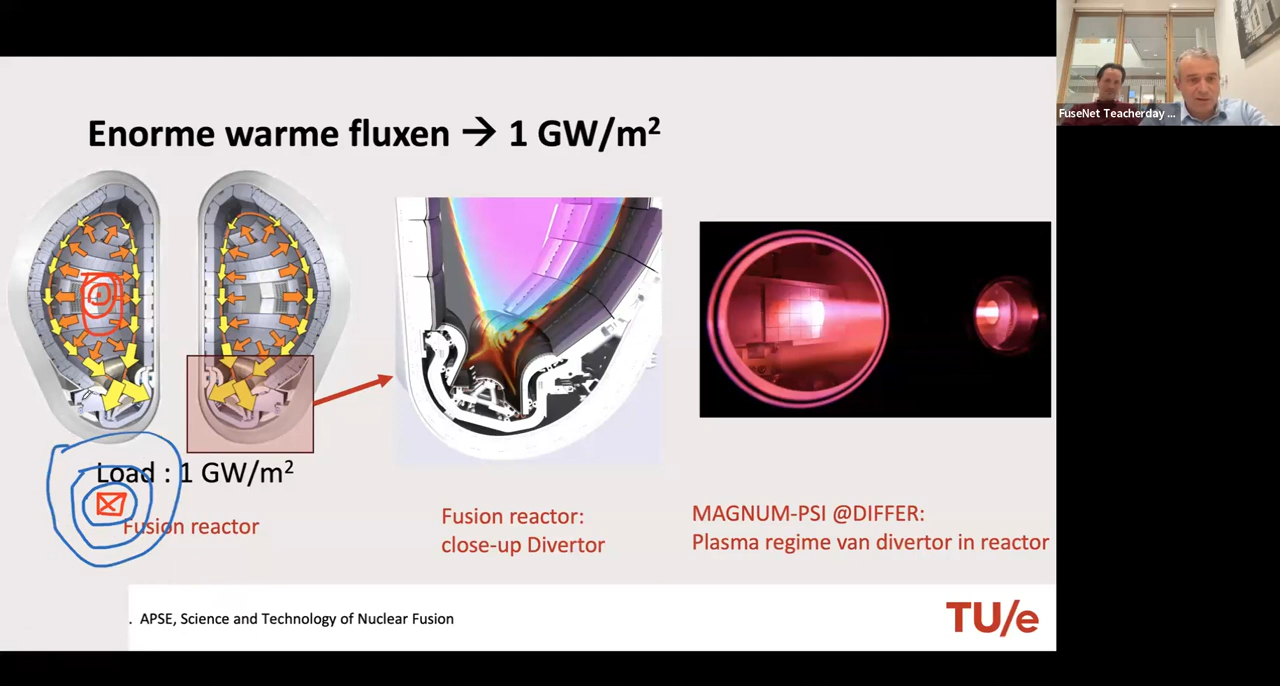 Enorme warme fluxen → 1 GW/m²
FuseNet Teacherday ...
Load : 1 GW/m²
Fusion reactor
Fusion reactor:
close-up Divertor
MAGNUM-PSI @DIFFER:
Plasma regime van divertor in reactor
. APSE, Science and Technology of Nuclear Fusion
TU/e